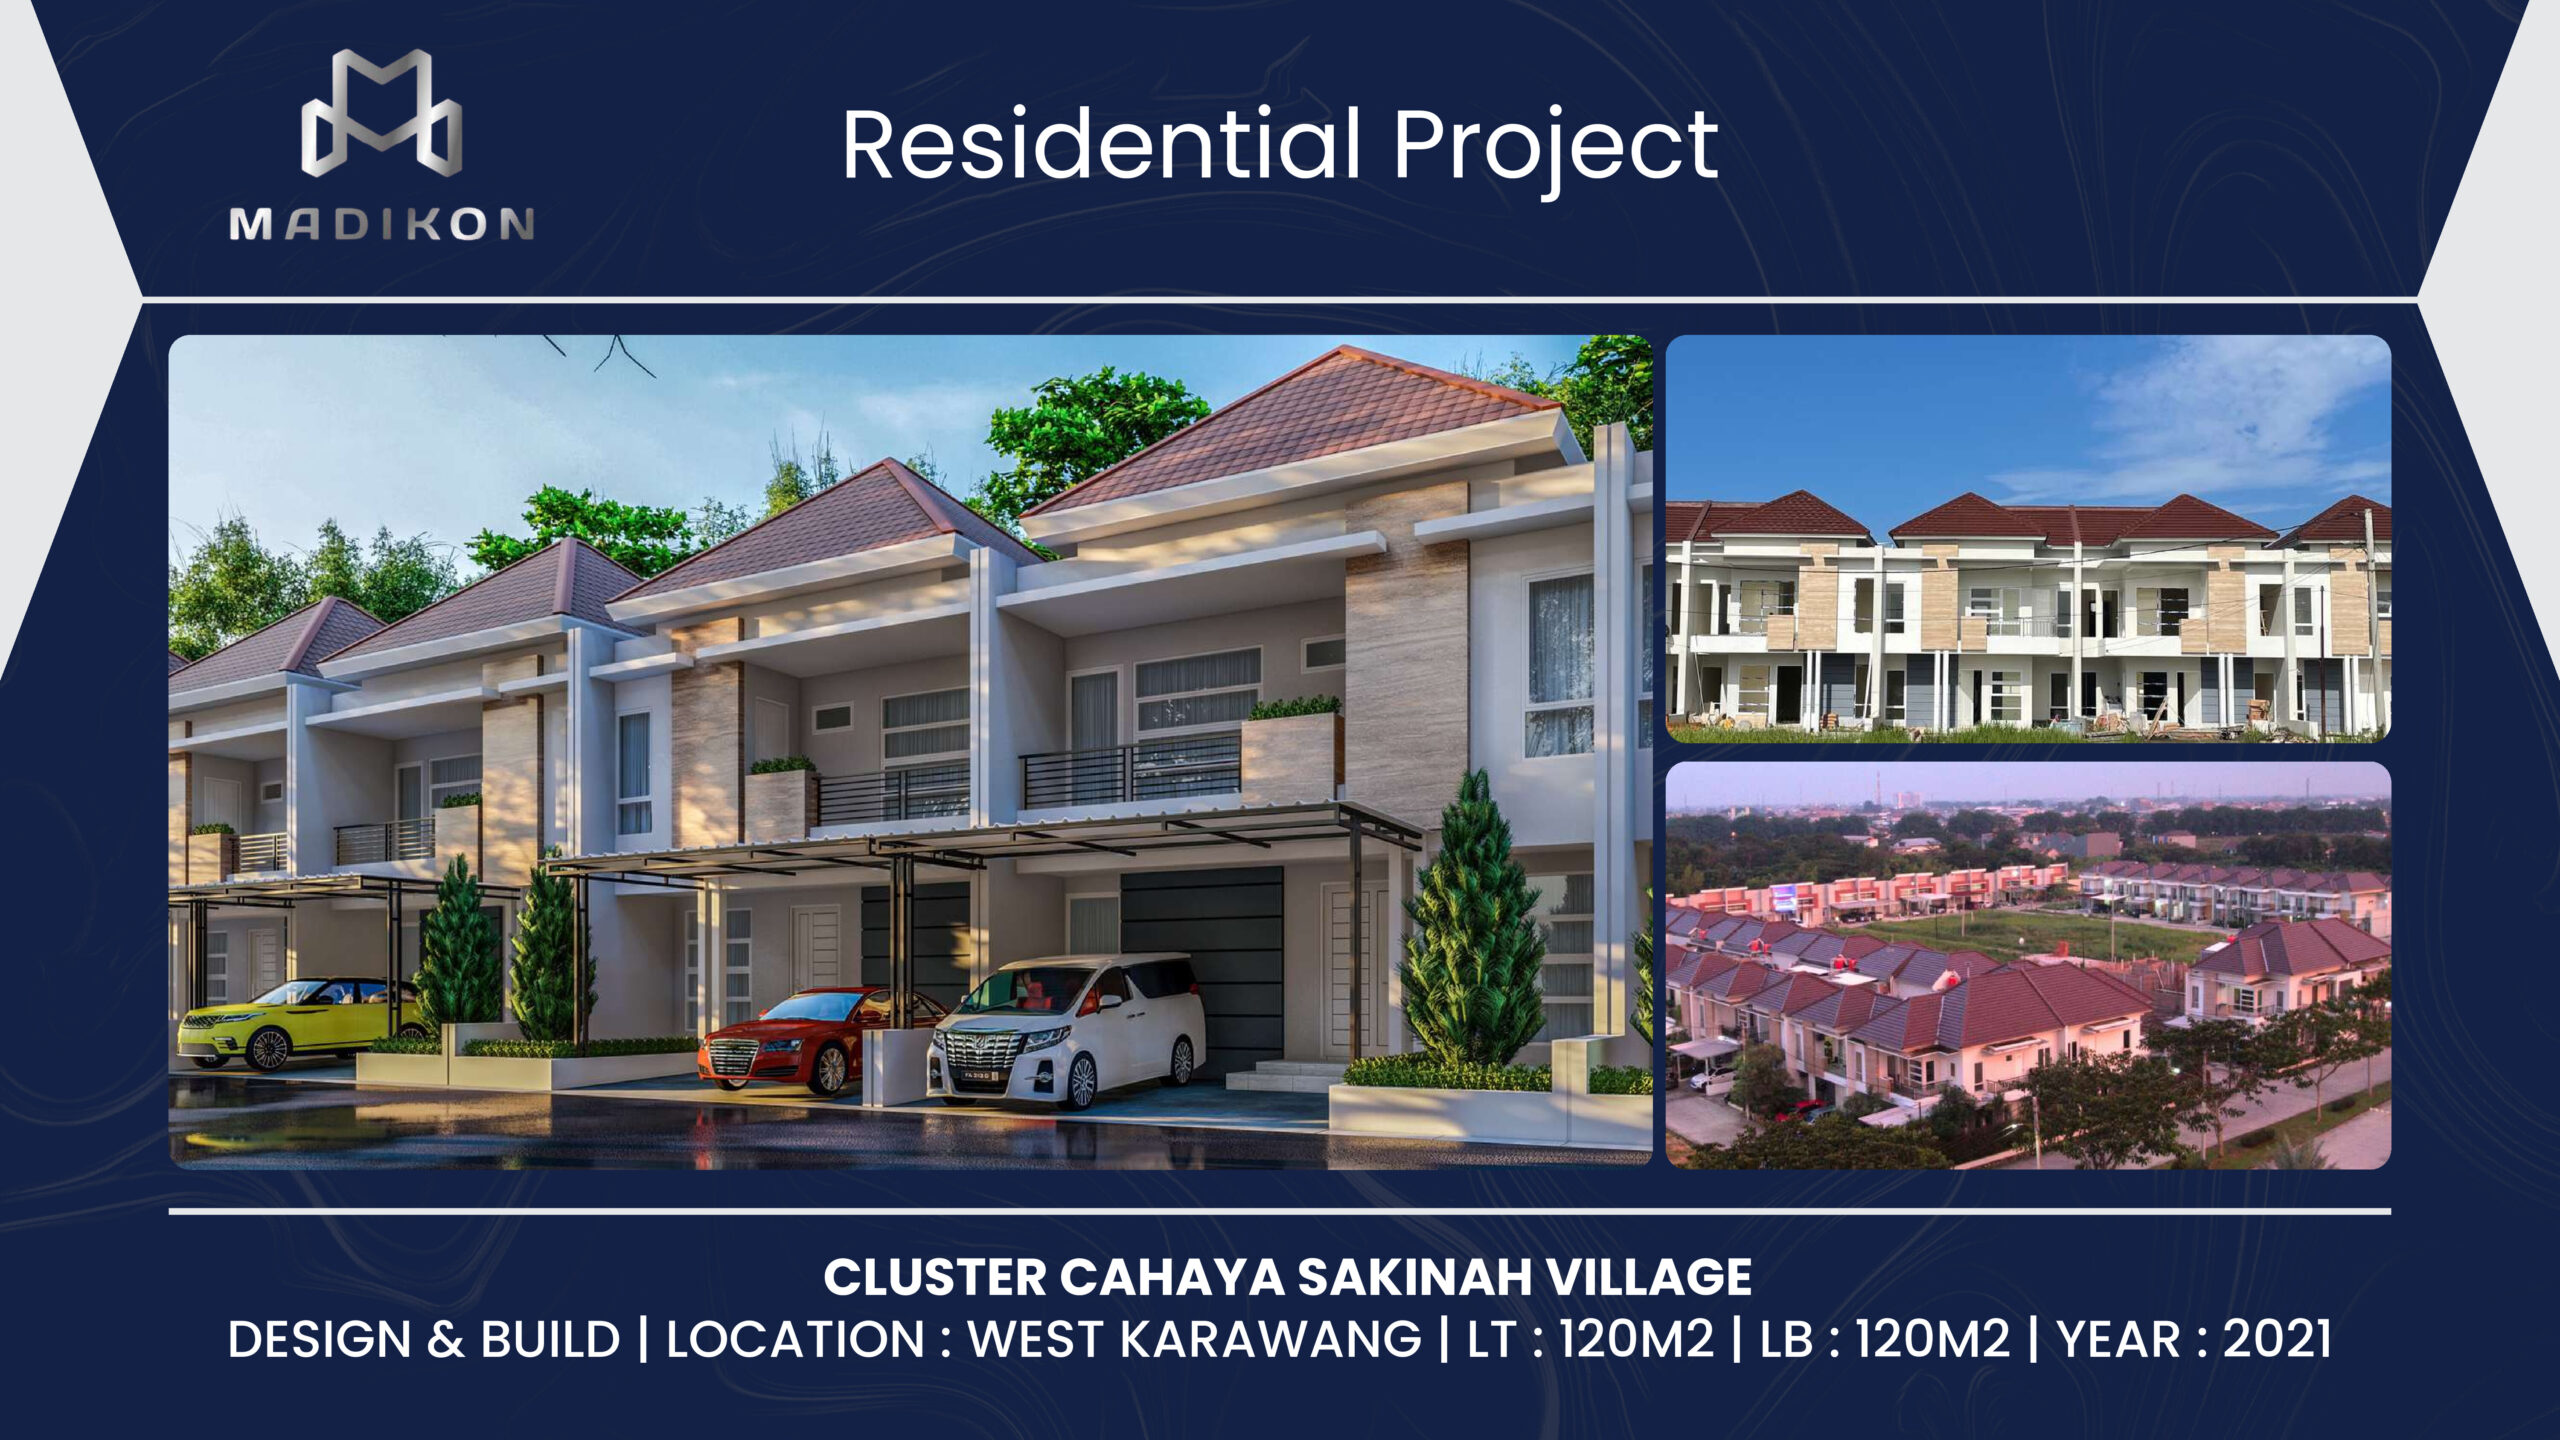 MADIKON
Residential Project
CLUSTER CAHAYA SAKINAH VILLAGE
DESIGN & BUILD | LOCATION : WEST KARAWANG | LT : 120M2 | LB : 120M2 | YEAR : 2021